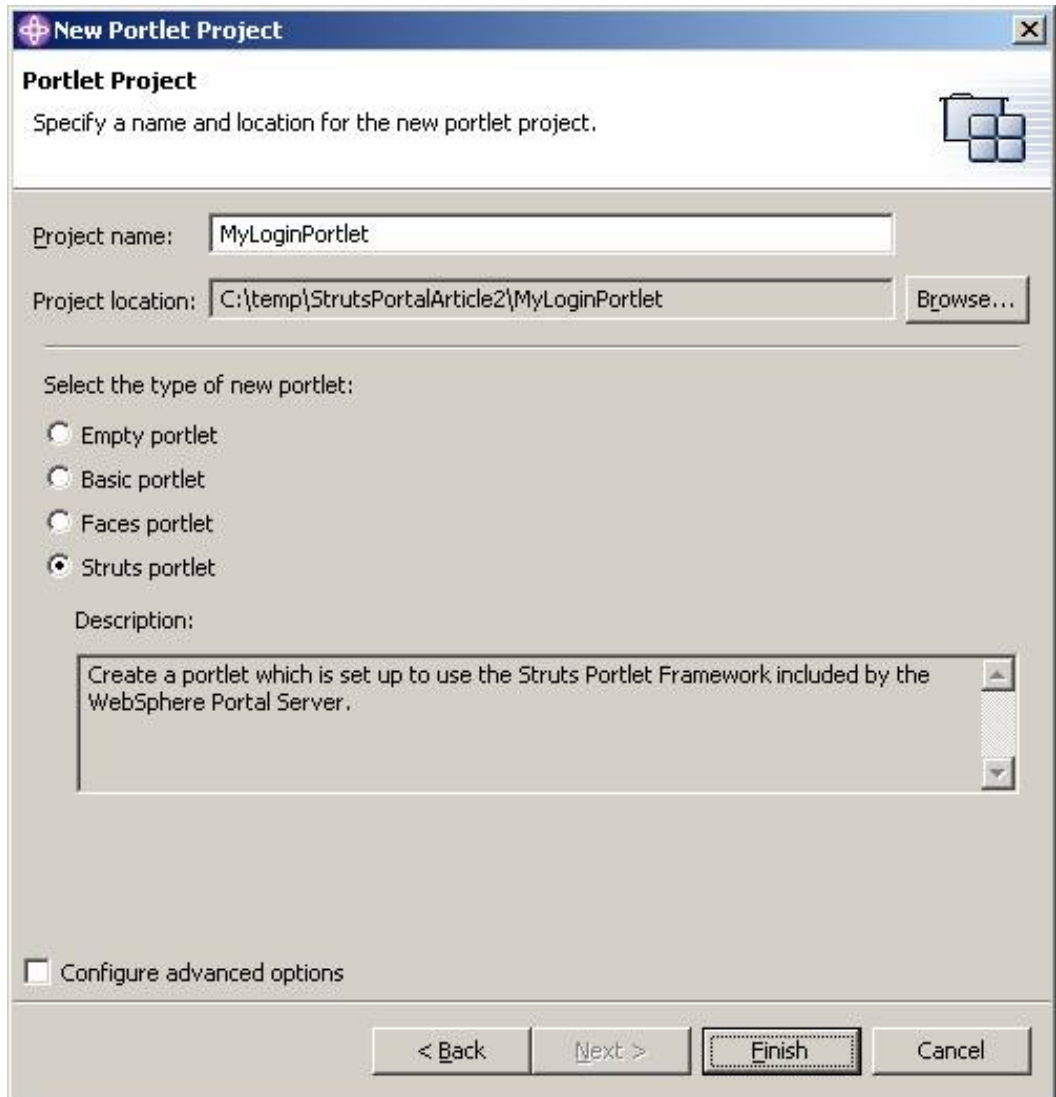 New Portlet Project
Portlet Project
Specify a name and location for the new portlet project.
Project name: MyLoginPortlet
Project location: C:\temp\StrutsPortalArticle2\MyLoginPortlet Browse...
Select the type of new portlet:
Empty portlet
Basic portlet
Faces portlet
Struts portlet
Description:
Create a portlet which is set up to use the Struts Portlet Framework included by the
WebSphere Portal Server.
Configure advanced options
< Back Next > Finish Cancel